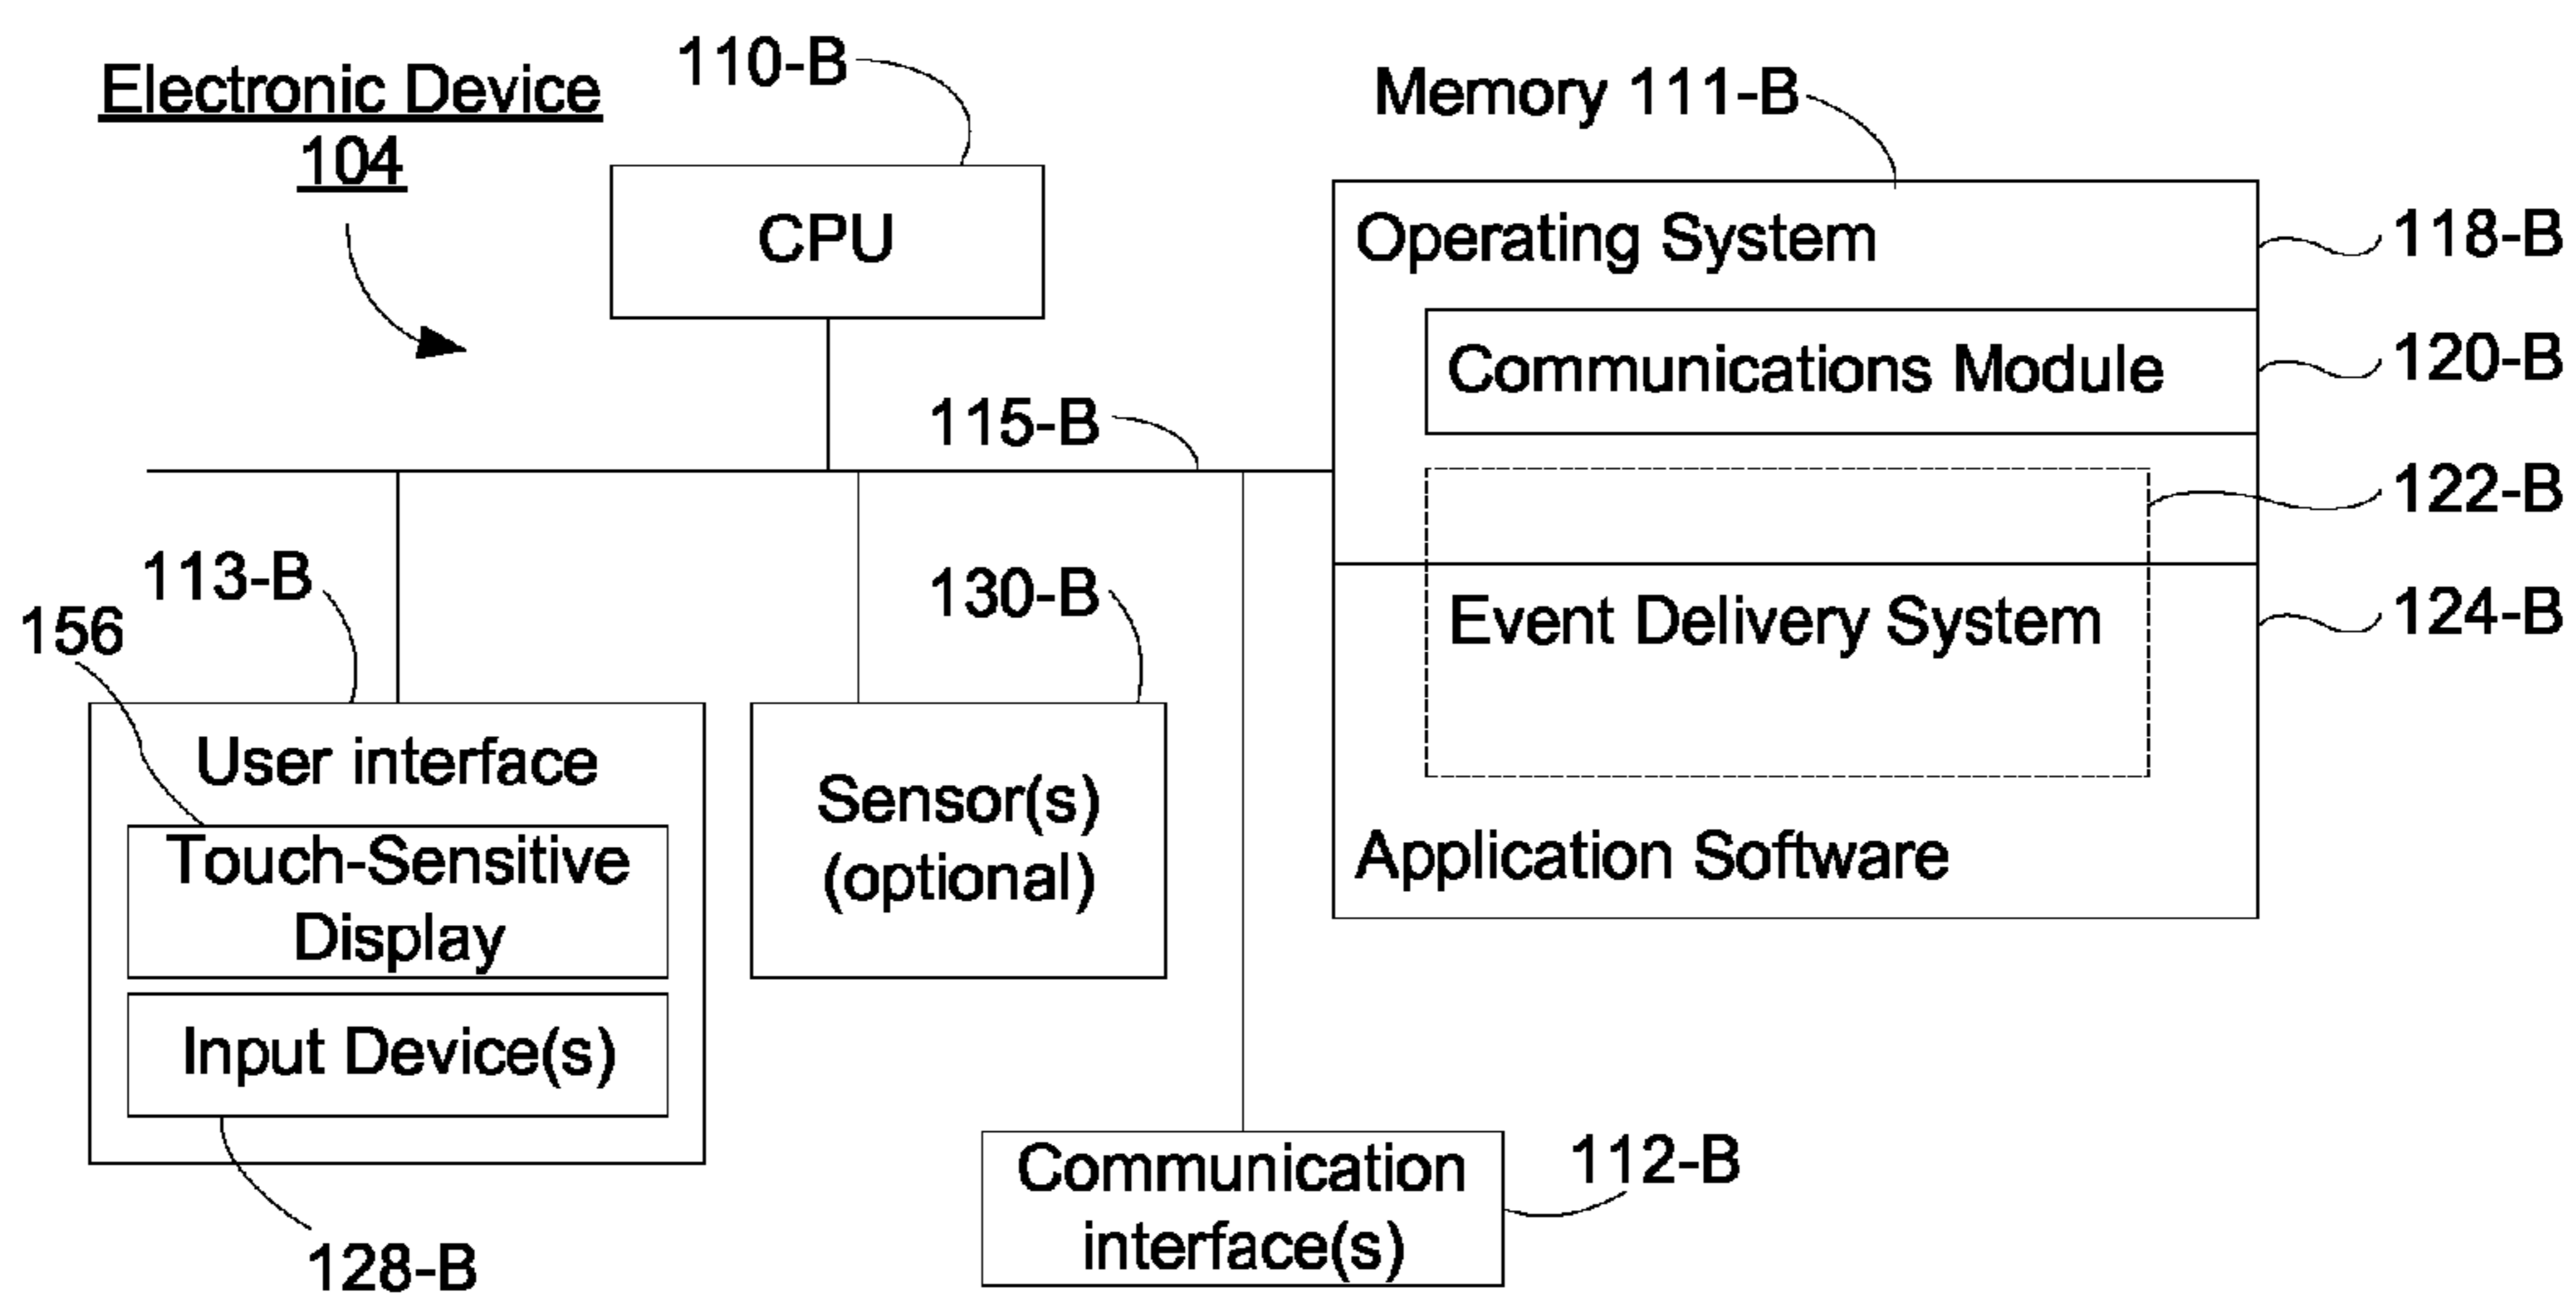 Electronic Device
104
110-B
CPU
Memory 111-B
Operating System
118-B
Communications Module
120-B
115-B
122-B
Event Delivery System
124-B
Application Software
113-B
156
User interface
Touch-Sensitive
Display
Input Device(s)
128-B
130-B
Sensor(s)
(optional)
Communication
interface(s)
112-B